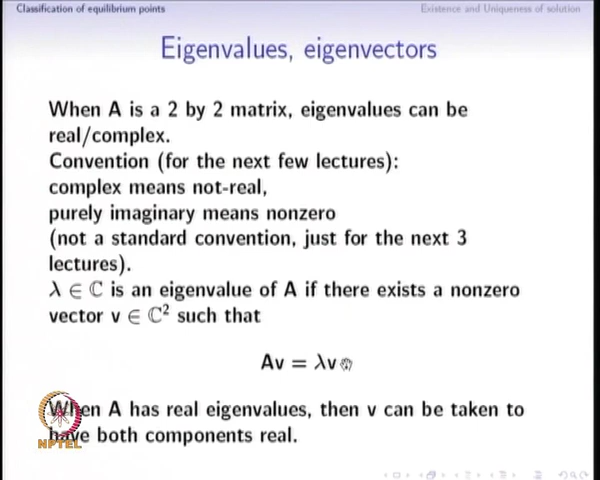 Classification of equilibrium points
Existence and Uniqueness of solution
Eigenvalues, eigenvectors
When A is a 2 by 2 matrix, eigenvalues can be
real/complex.
Convention (for the next few lectures):
complex means not-real,
purely imaginary means nonzero
(not a standard convention, just for the next 3
lectures).
λ ∈ ℂ is an eigenvalue of A if there exists a nonzero
vector v ∈ ℂ² such that
Av = λv
When A has real eigenvalues, then v can be taken to
have both components real.
NPTEL